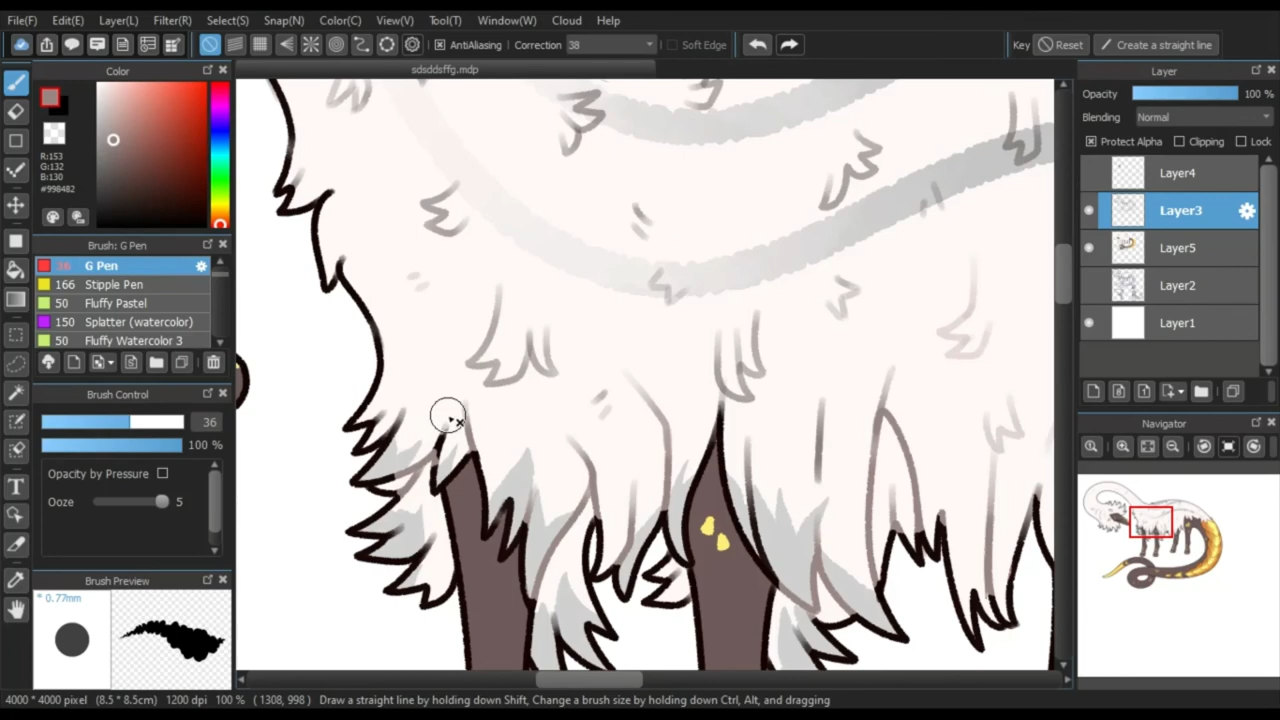 File(F) Edit(E) Layer(L) Filter(R) Select(S) Snap(N) Color(C) View(V) Tool(T) Window(W) Cloud Help
AntiAliasing Correction 38 Soft Edge Key Reset Create a straight line
Color
sdsddsffg.mdp
Layer
R:153
G:132
B:130
#998482
Brush: G Pen
36 G Pen
166 Stipple Pen
50 Fluffy Pastel
150 Splatter (watercolor)
50 Fluffy Watercolor 3
Brush Control
36
100 %
Opacity by Pressure
Ooze 5
Brush Preview
* 0.77mm
Opacity 100 %
Blending Normal
Protect Alpha Clipping Lock
Layer4
Layer3
Layer5
Layer2
Layer1
Navigator
4000 * 4000 pixel (8.5 * 8.5cm) 1200 dpi 100 % ( 1308, 998 ) Draw a straight line by holding down Shift, Change a brush size by holding down Ctrl, Alt, and dragging